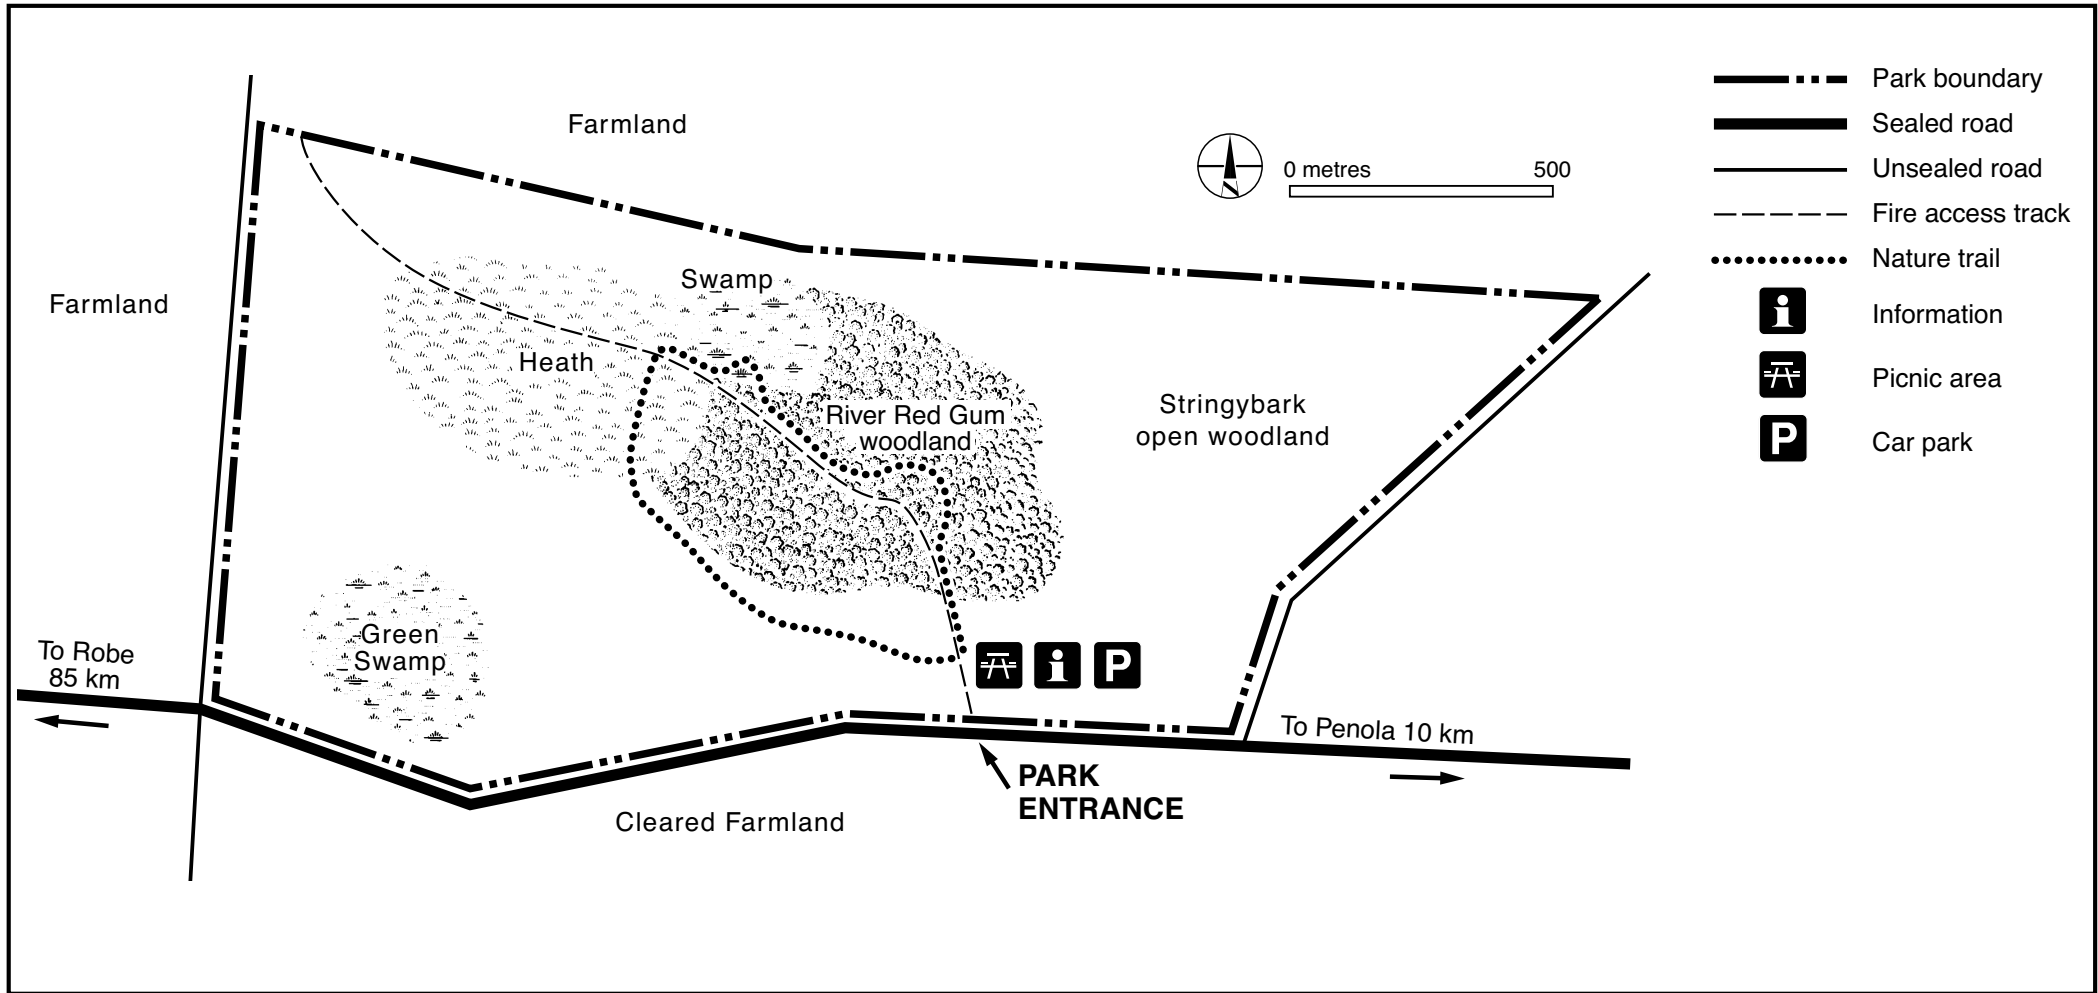 Farmland
0 metres 500
Farmland
Swamp
Heath
River Red Gum
woodland
Stringybark
open woodland
Green
Swamp
To Robe
85 km
To Penola 10 km
PARK
ENTRANCE
Cleared Farmland
Park boundary
Sealed road
Unsealed road
Fire access track
Nature trail
i Information
Picnic area
P Car park
i
P